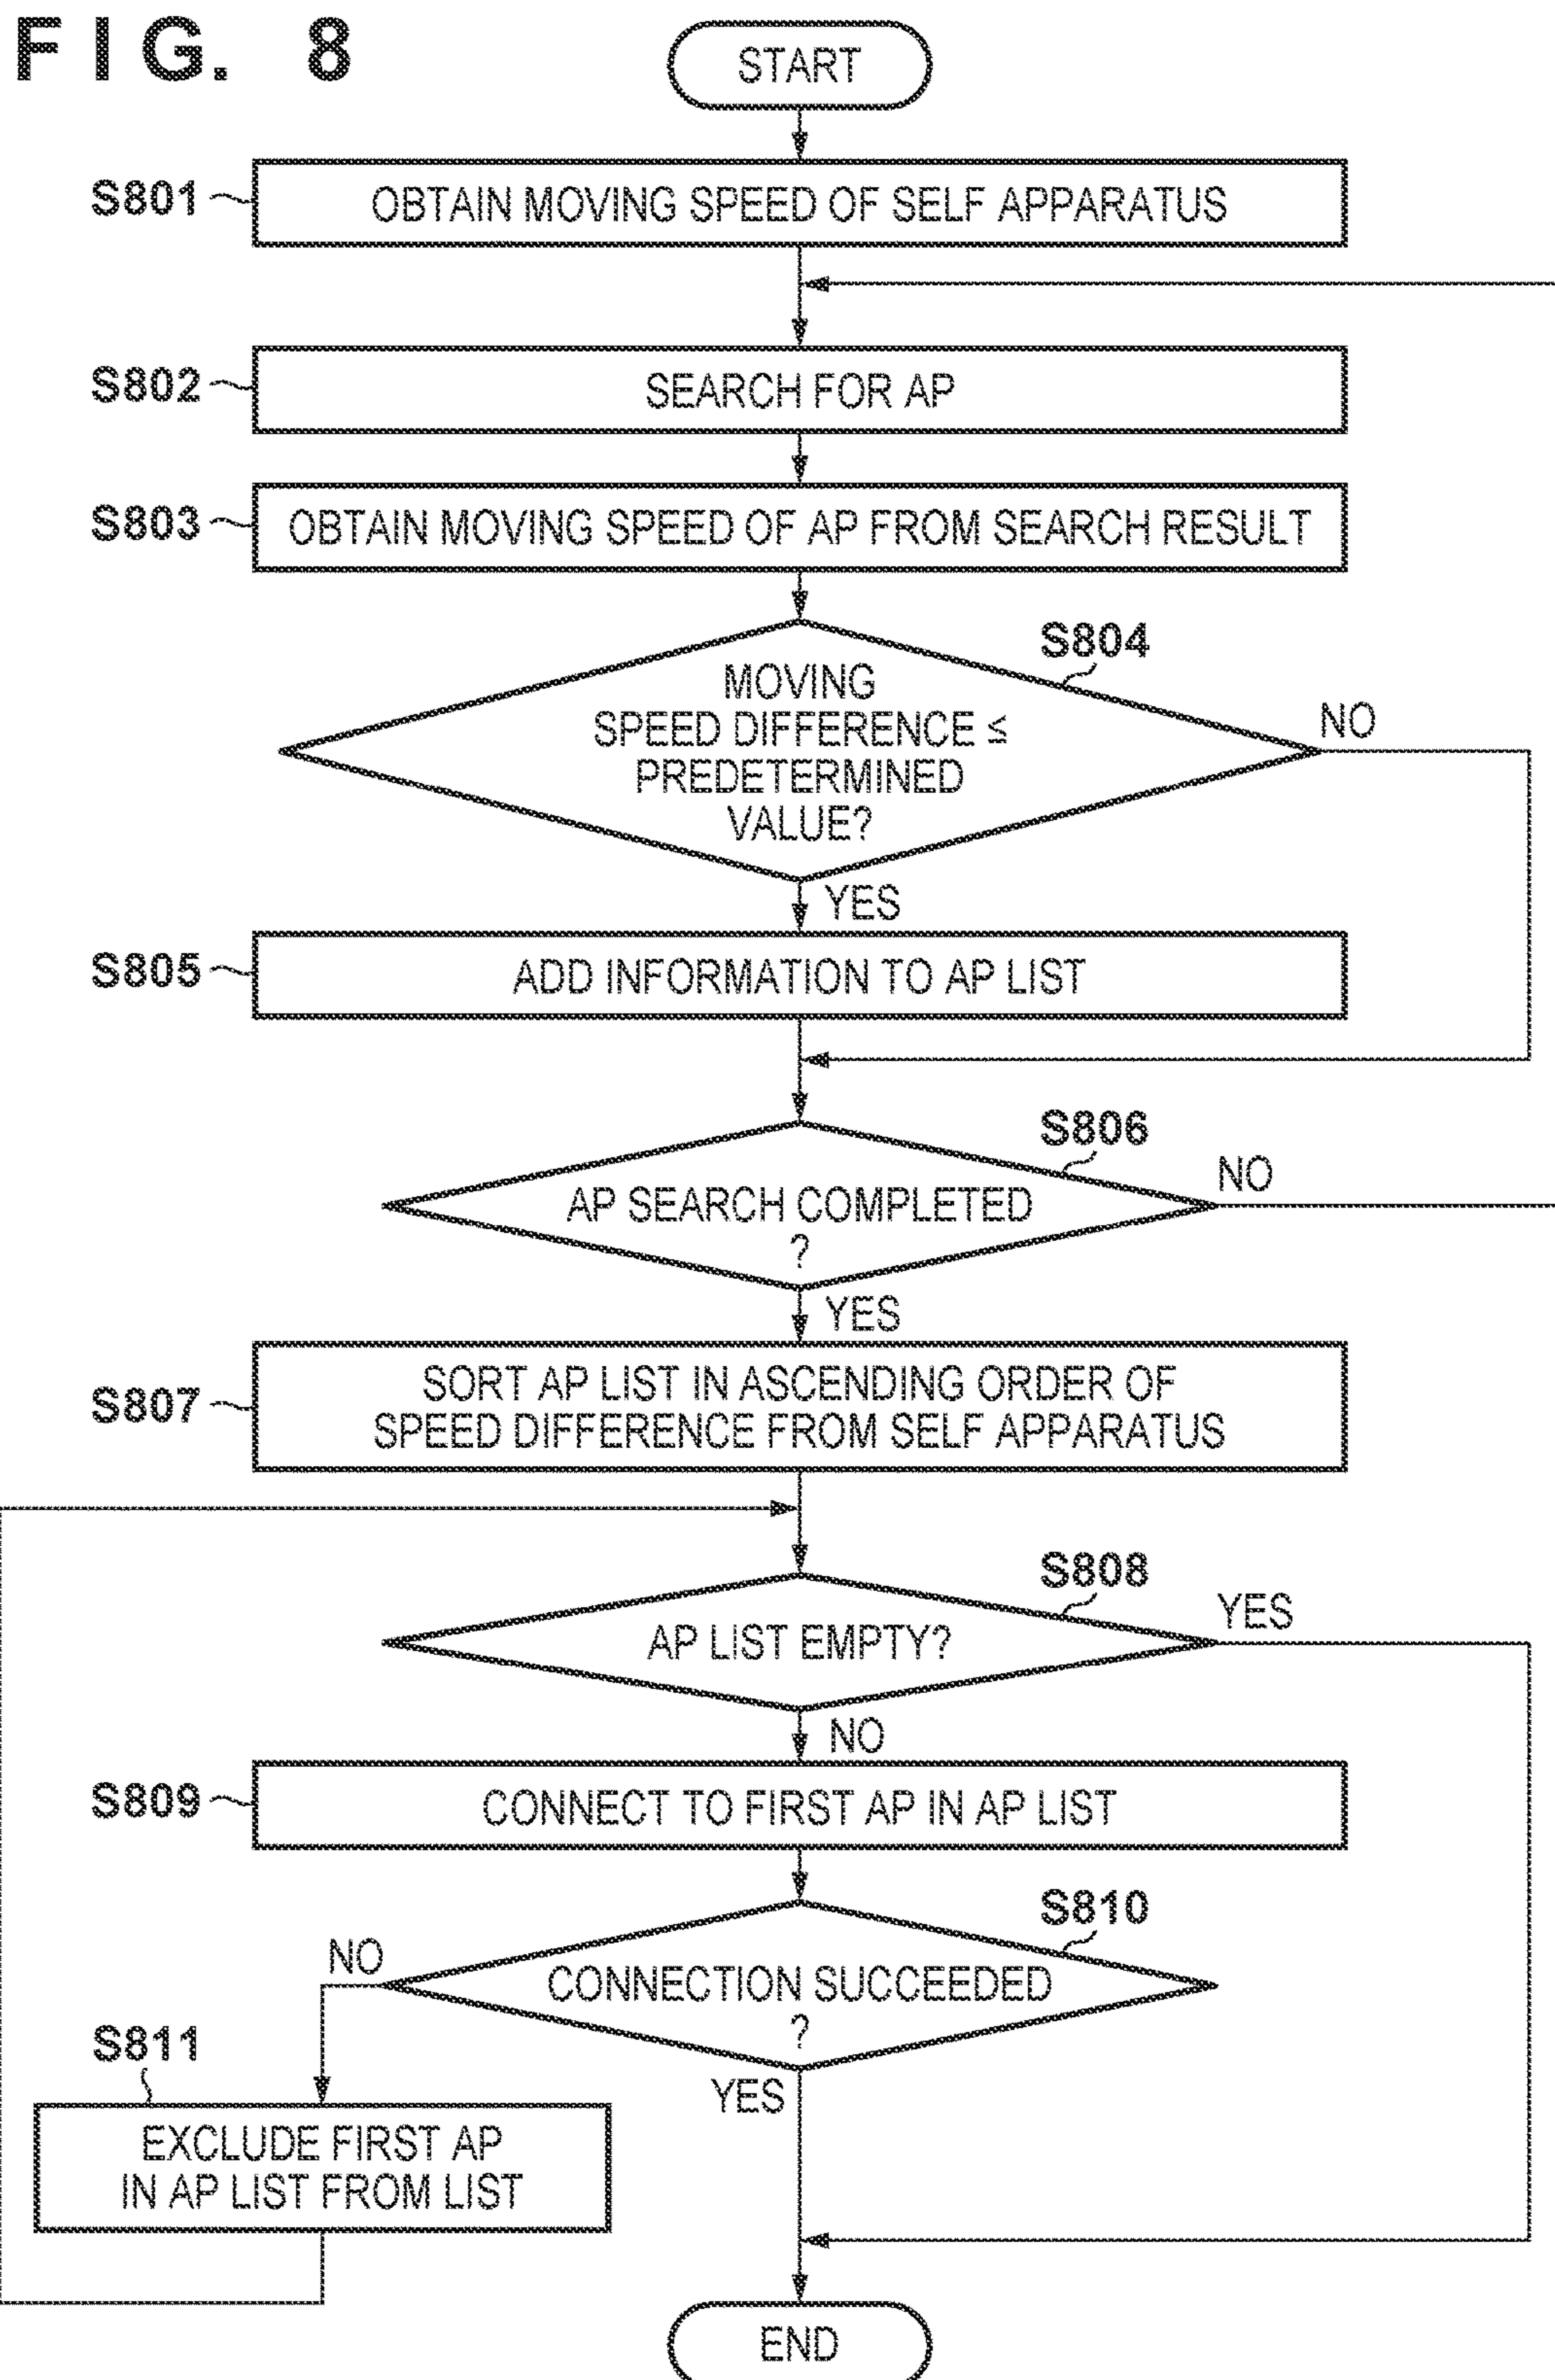 FIG. 8
START
S801
OBTAIN MOVING SPEED OF SELF APPARATUS
S802
SEARCH FOR AP
S803
OBTAIN MOVING SPEED OF AP FROM SEARCH RESULT
S804
MOVING
SPEED DIFFERENCE ≤
PREDETERMINED
VALUE?
NO
YES
S805
ADD INFORMATION TO AP LIST
S806
AP SEARCH COMPLETED
?
NO
YES
S807
SORT AP LIST IN ASCENDING ORDER OF
SPEED DIFFERENCE FROM SELF APPARATUS
S808
AP LIST EMPTY?
YES
NO
S809
CONNECT TO FIRST AP IN AP LIST
S810
CONNECTION SUCCEEDED
?
NO
YES
S811
EXCLUDE FIRST AP
IN AP LIST FROM LIST
END